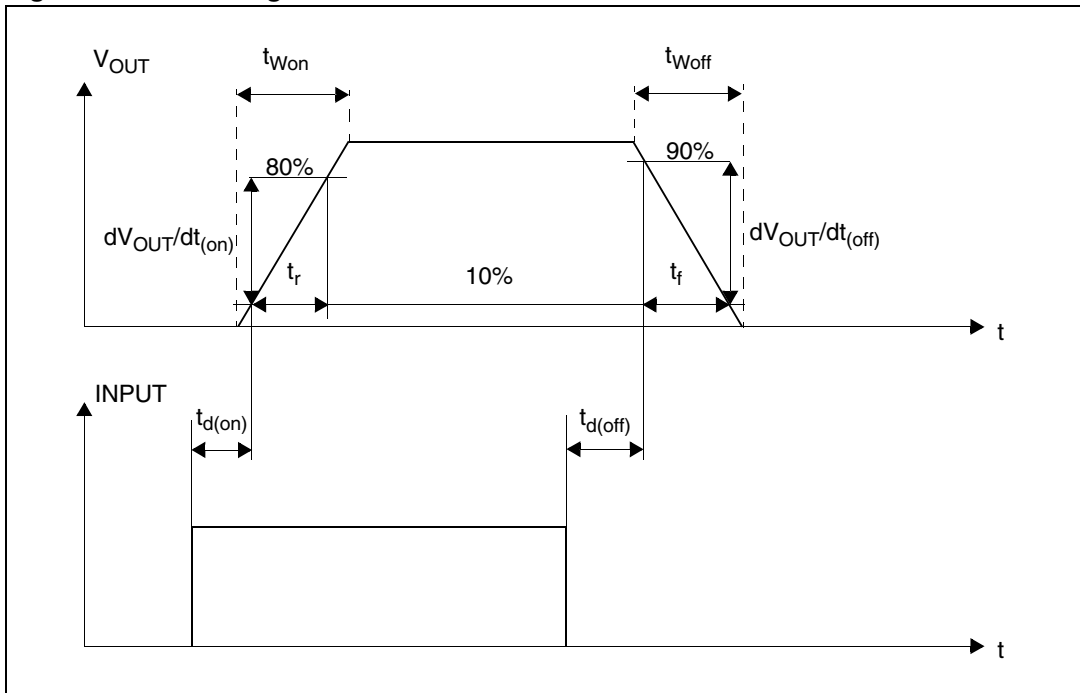 V_OUT
t_Won
t_Woff
80%
90%
dV_OUT/dt_(on)
dV_OUT/dt_(off)
t_r
10%
t_f
t
INPUT
t_d(on)
t_d(off)
t